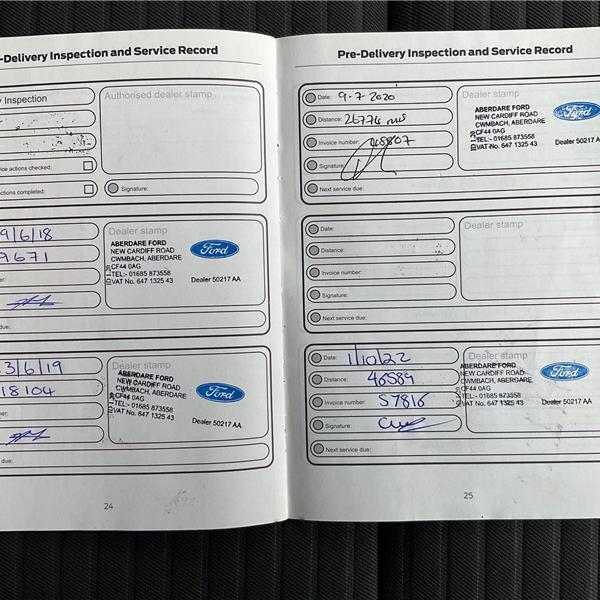 -Delivery Inspection and Service Record
y Inspection
Authorised dealer stamp
ice actions checked:
ctions completed:
Signature:
9/6/18
9671
due:
Dealer stamp
ABERDARE FORD
NEW CARDIFF ROAD
CWMBACH, ABERDARE
CF44 0AG
TEL:- 01685 873558
VAT No. 647 1325 43
Ford
Dealer 50217 AA
3/6/19
18104
due:
Dealer stamp
ABERDARE FORD
NEW CARDIFF ROAD
CWMBACH, ABERDARE
CF44 0AG
TEL:- 01685 873558
VAT No. 647 1325 43
Ford
Dealer 50217 AA
24
Pre-Delivery Inspection and Service Record
Date: 9-7-2020
Distance: 26774 mls
Invoice number:
Signature:
Next service due:
Dealer stamp
ABERDARE FORD
NEW CARDIFF ROAD
CWMBACH, ABERDARE
CF44 0AG
TEL:- 01685 873558
VAT No. 647 1325 43
Ford
Dealer 50217 AA
Date:
Distance:
Invoice number:
Signature:
Next service due:
Dealer stamp
Date: 1/10/22
Distance: 46589
Invoice number: 57816
Signature:
Next service due:
Dealer stamp
ABERDARE FORD
NEW CARDIFF ROAD
CWMBACH, ABERDARE
CF44 0AG
TEL:- 01685 873558
VAT No. 647 1325 43
Ford
Dealer 50217 AA
25